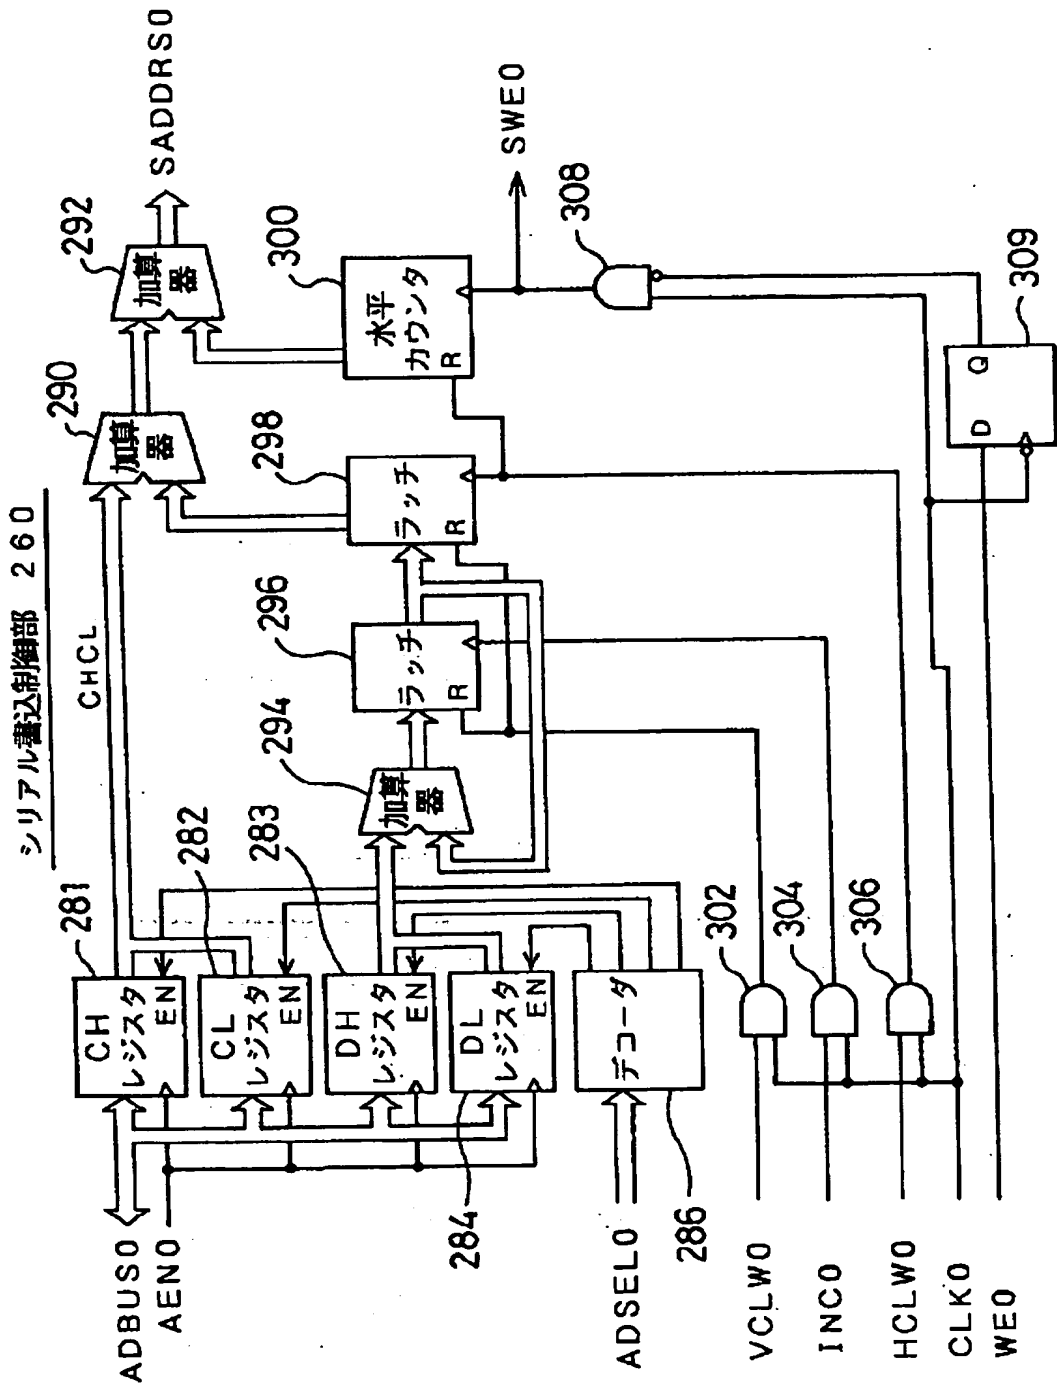 シリアル書込制御部 260
ADBUS0
AEN0
281
CH
レジスタ
EN
282
CL
レジスタ
EN
283
DH
レジスタ
EN
284
DL
レジスタ
EN
ADSEL0
286
デコーダ
CHCL
290
加算
器
292
加算
器
SADDRS0
294
加算
器
296
ラッチ
R
298
ラッチ
R
300
水平
カウンタ
R
SWE0
302
304
306
308
309
D
Q
VCLW0
INC0
HCLW0
CLK0
WE0